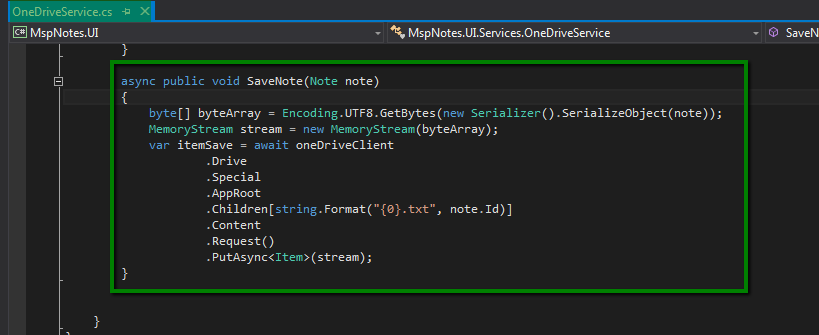 OneDriveService.cs
MspNotes.UI
MspNotes.UI.Services.OneDriveService
SaveN
}
async public void SaveNote(Note note)
{
byte[] byteArray = Encoding.UTF8.GetBytes(new Serializer().SerializeObject(note));
MemoryStream stream = new MemoryStream(byteArray);
var itemSave = await oneDriveClient
.Drive
.Special
.AppRoot
.Children[string.Format("{0}.txt", note.Id)]
.Content
.Request()
.PutAsync<Item>(stream);
}
}
}